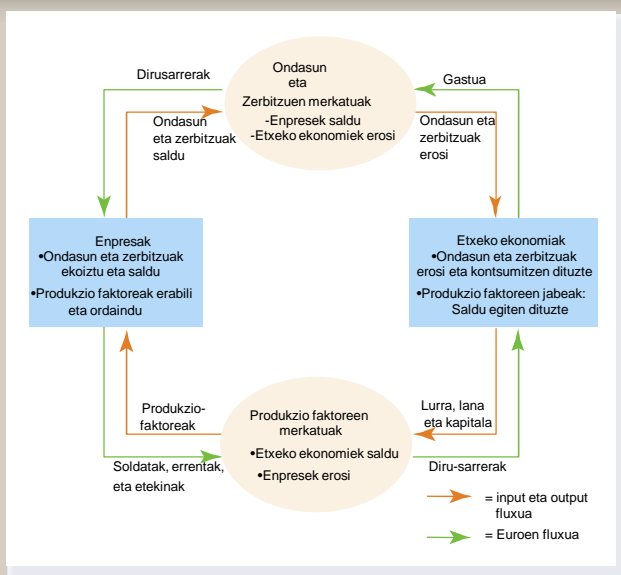 Dirusarrerak
Ondasun
eta
Zerbitzuen merkatuak
-Enpresek saldu
-Etxeko ekonomiek erosi
Gastua
Ondasun
eta zerbitzuak
saldu
Ondasun eta
zerbitzuak
erosi
Enpresak
•Ondasun eta zerbitzuak
ekoiztu eta saldu
•Produkzio faktoreak erabili
eta ordaindu
Etxeko ekonomiak
•Ondasun eta zerbitzuak
erosi eta kontsumitzen dituzte
•Produkzio faktoreen jabeak:
Saldu egiten dituzte
Produkzio-
faktoreak
Produkzio faktoreen
merkatuak
•Etxeko ekonomiek saldu
•Enpresek erosi
Lurra, lana
eta kapitala
Soldatak, errentak,
eta etekinak
Diru-sarrerak
= input eta output
fluxua
= Euroen fluxua